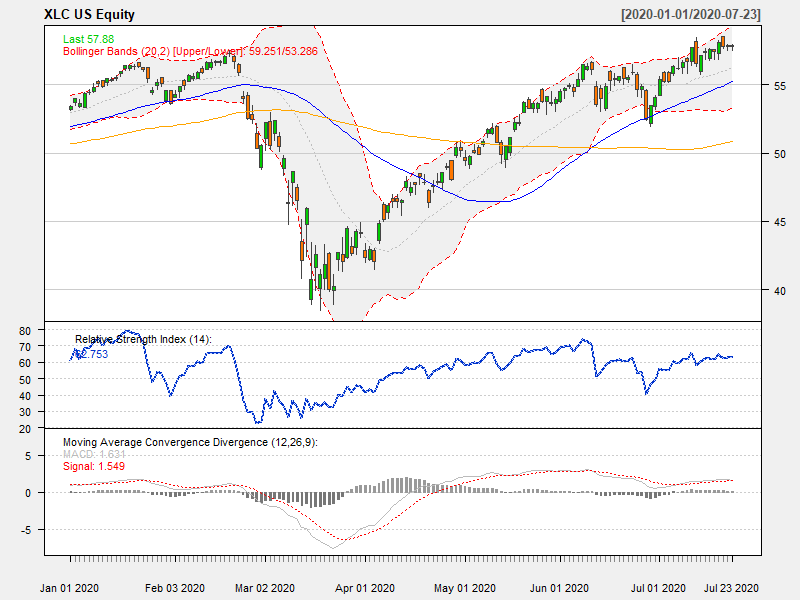 XLC US Equity [2020-01-01/2020-07-23]
Last 57.88
Bollinger Bands (20,2) [Upper/Lower]: 59.251/53.286
55
50
45
40
Relative Strength Index (14):
62.753
80
70
60
50
40
30
20
Moving Average Convergence Divergence (12,26,9):
MACD: 1.631
Signal: 1.549
5
0
-5
Jan 01 2020 Feb 03 2020 Mar 02 2020 Apr 01 2020 May 01 2020 Jun 01 2020 Jul 01 2020 Jul 23 2020